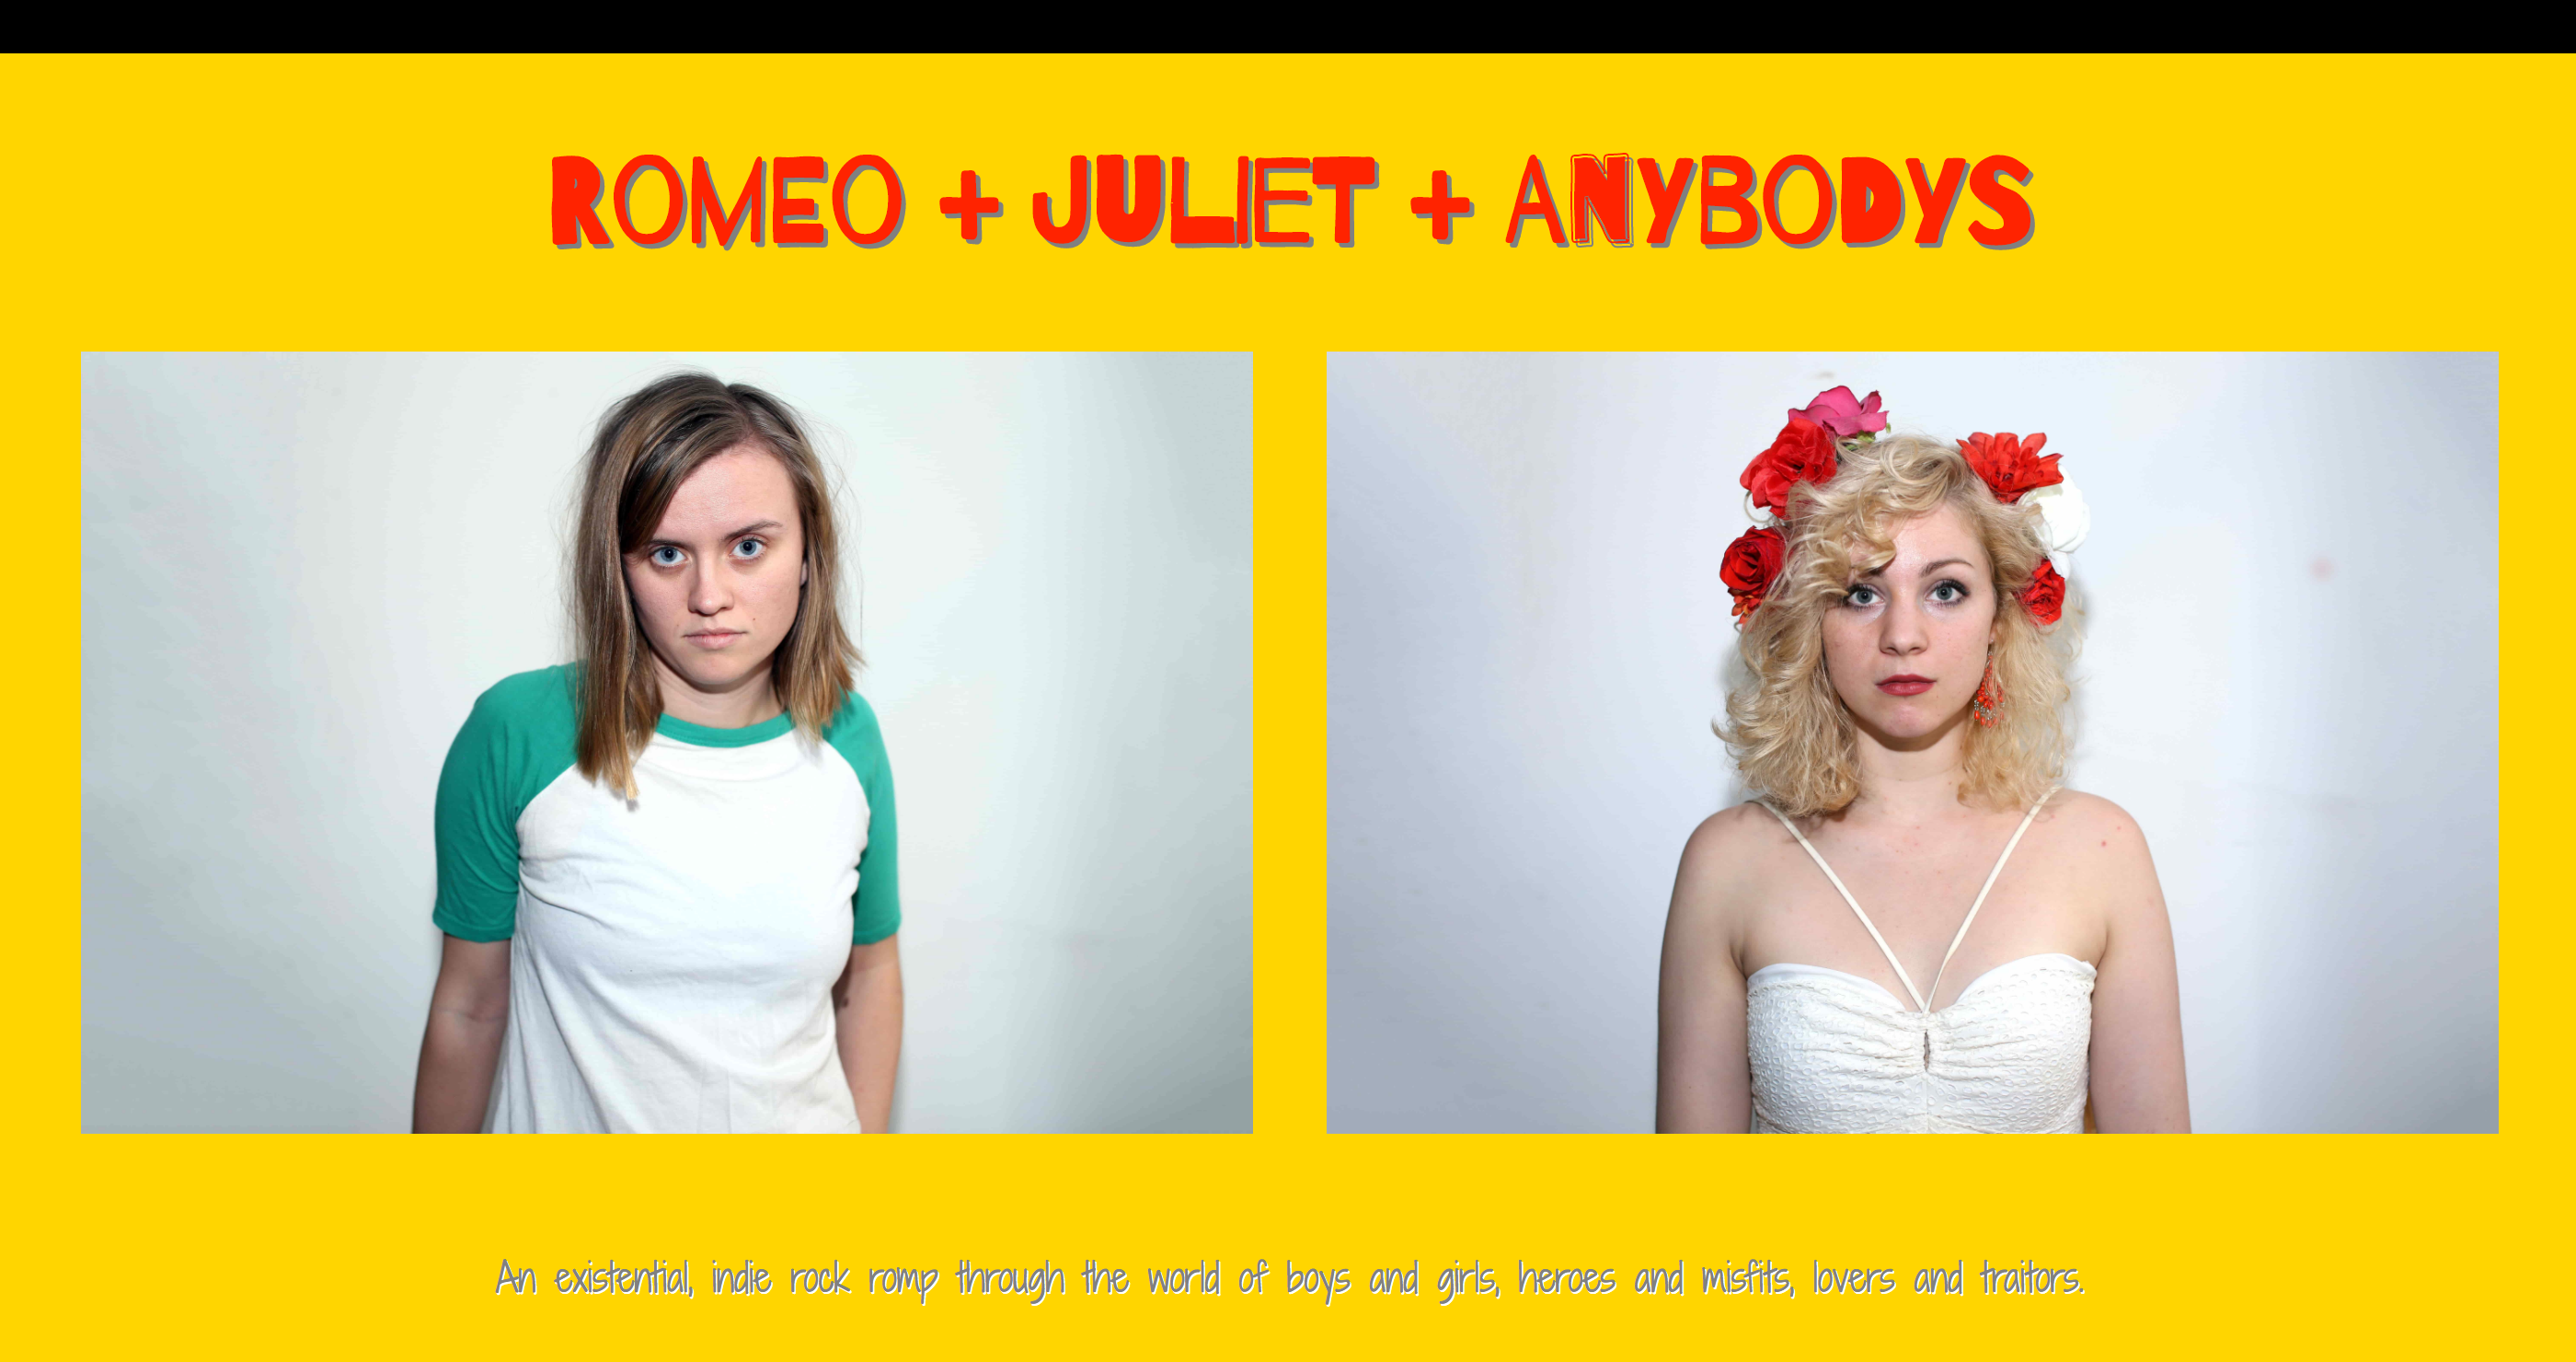 ROMEO + JULIET + ANYBODYS
An existential, indie rock romp through the world of boys and girls, heroes and misfits, lovers and traitors.